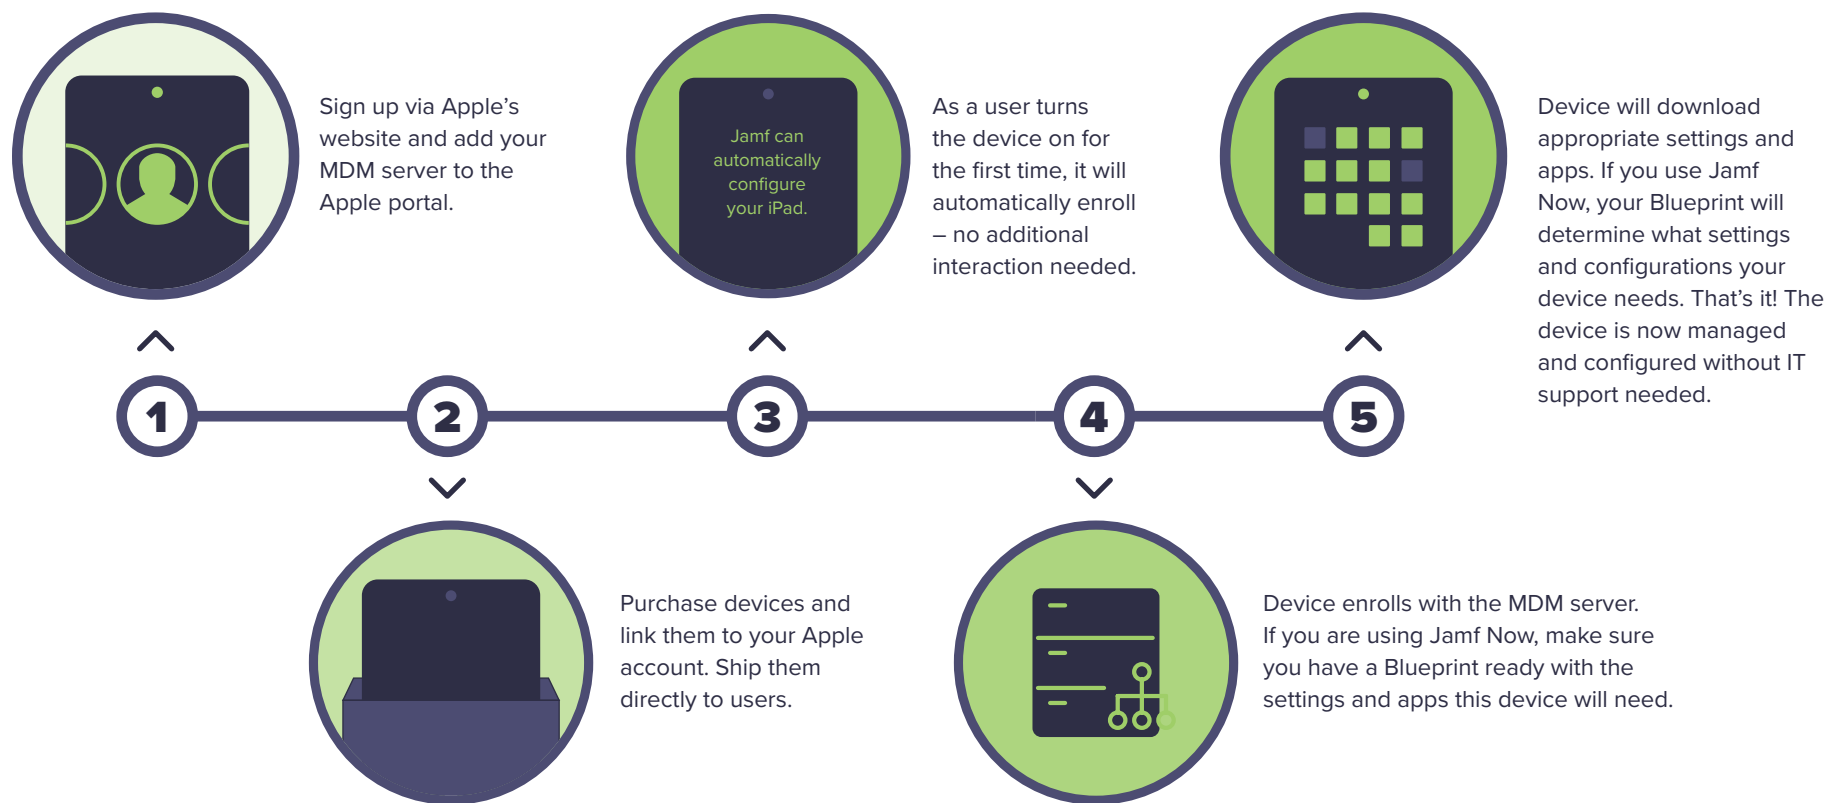 Sign up via Apple’s
website and add your
MDM server to the
Apple portal.
Jamf can
automatically
configure
your iPad.
As a user turns
the device on for
the first time, it will
automatically enroll
– no additional
interaction needed.
Device will download
appropriate settings and
apps. If you use Jamf
Now, your Blueprint will
determine what settings
and configurations your
device needs. That’s it! The
device is now managed
and configured without IT
support needed.
1
2
3
4
5
Purchase devices and
link them to your Apple
account. Ship them
directly to users.
Device enrolls with the MDM server.
If you are using Jamf Now, make sure
you have a Blueprint ready with the
settings and apps this device will need.